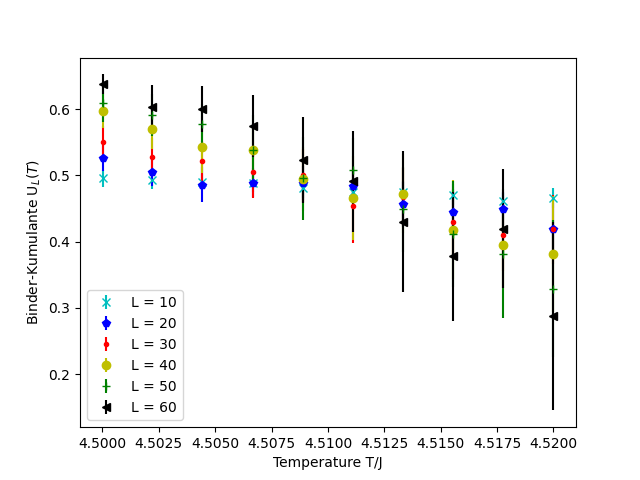 0.6
0.5
0.4
0.3
0.2
Binder-Kumulante U_L(T)
L = 10
L = 20
L = 30
L = 40
L = 50
L = 60
4.5000 4.5025 4.5050 4.5075 4.5100 4.5125 4.5150 4.5175 4.5200
Temperature T/J